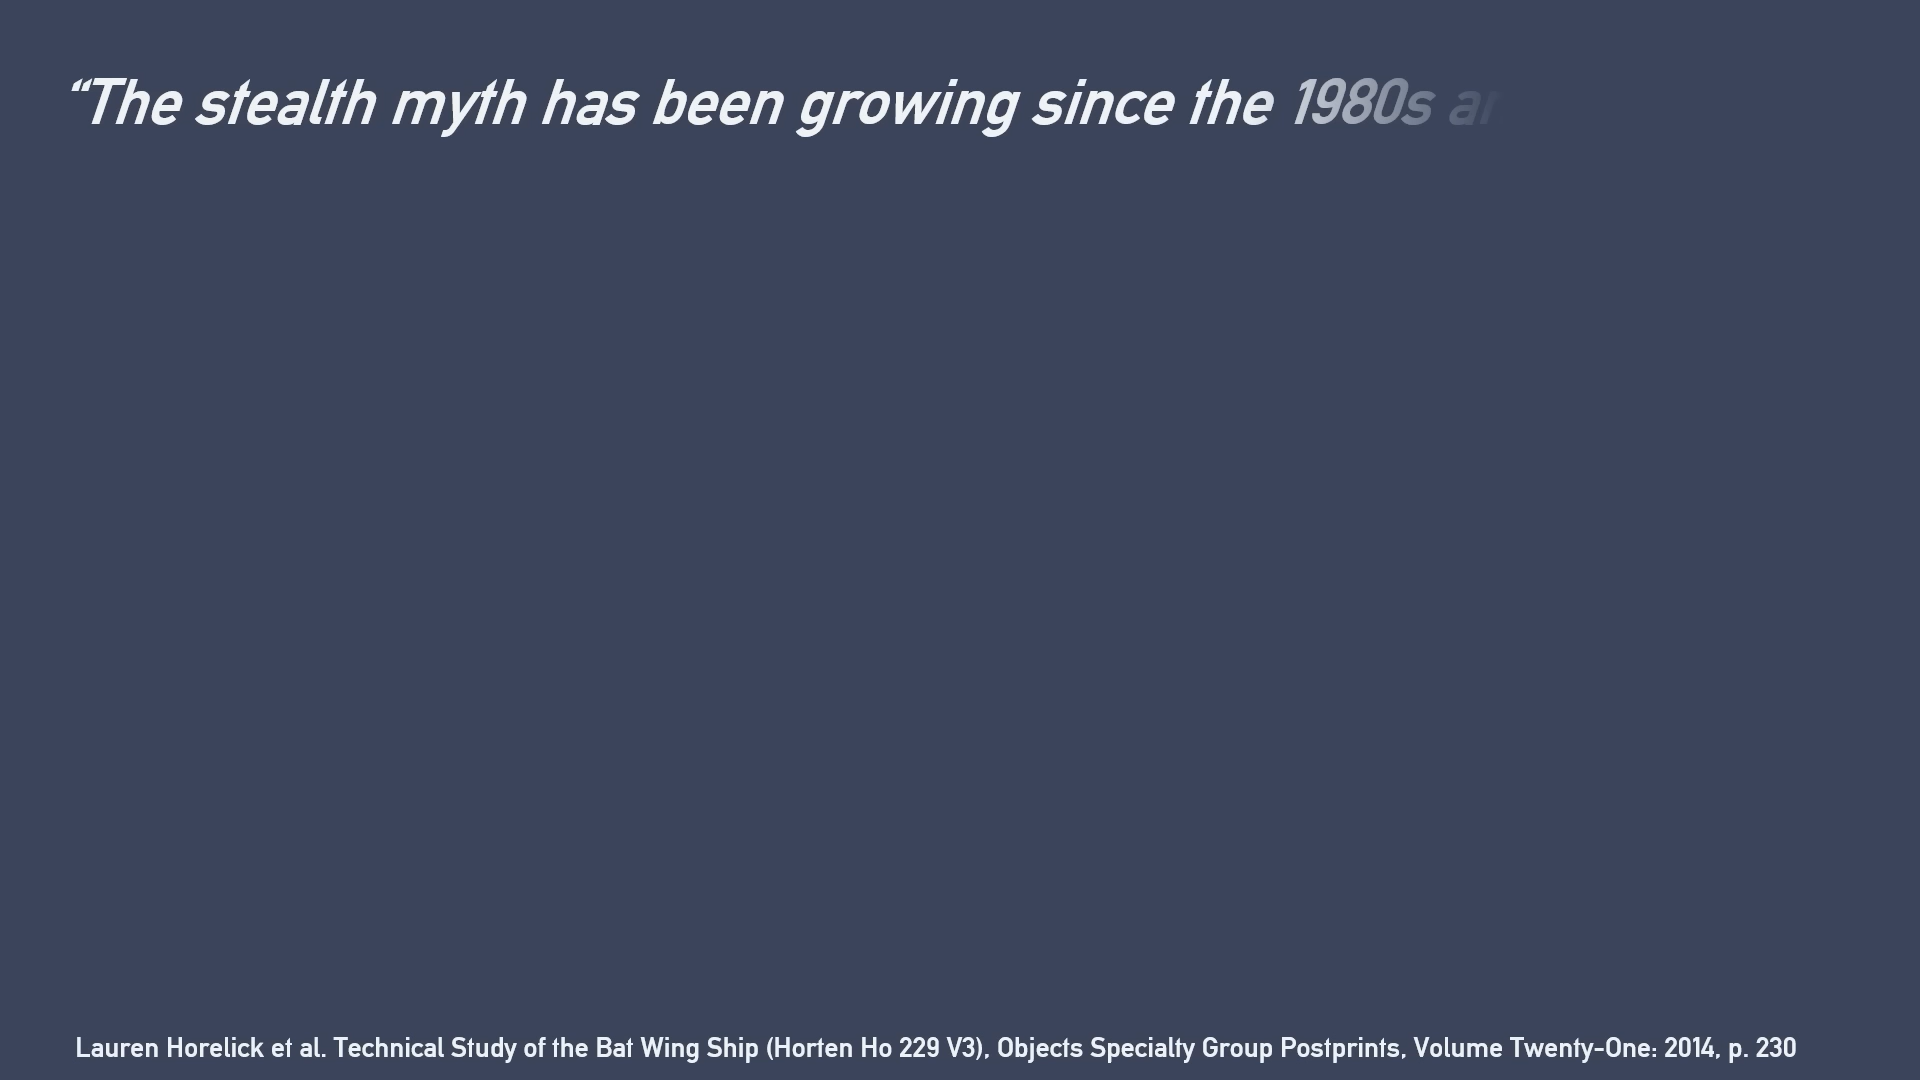 “The stealth myth has been growing since the 1980s
Lauren Horelick et al. Technical Study of the Bat Wing Ship (Horten Ho 229 V3), Objects Specialty Group Postprints, Volume Twenty-One: 2014, p. 230